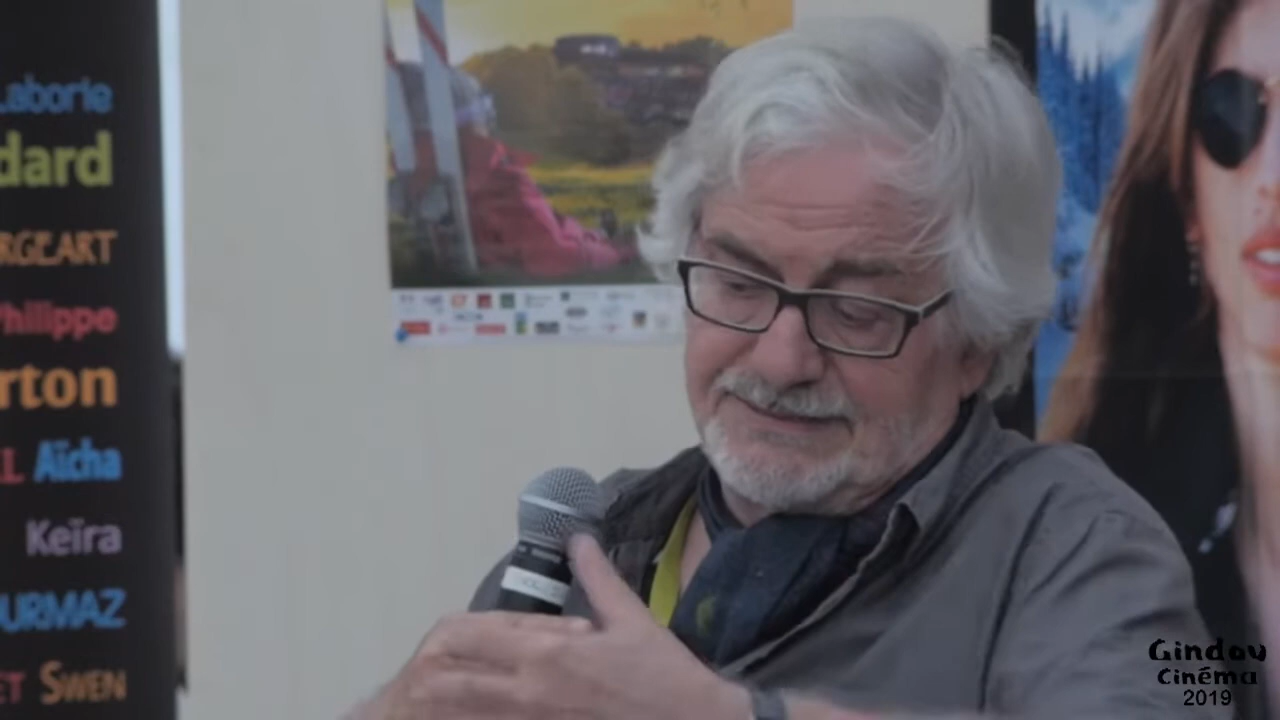 Laborie
dard
RGEART
Philippe
rton
L Aïcha
Keïra
URMAZ
ET SWEN
Gindou
Cinéma
2019